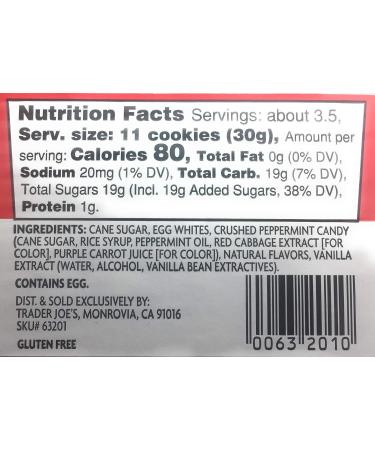 Nutrition Facts Servings: about 3.5,
Serv. size: 11 cookies (30g), Amount per
serving: Calories 80, Total Fat 0g (0% DV),
Sodium 20mg (1% DV), Total Carb. 19g (7% DV),
Total Sugars 19g (Incl. 19g Added Sugars, 38% DV),
Protein 1g.
INGREDIENTS: CANE SUGAR, EGG WHITES, CRUSHED PEPPERMINT CANDY
(CANE SUGAR, RICE SYRUP, PEPPERMINT OIL, RED CABBAGE EXTRACT [FOR
COLOR], PURPLE CARROT JUICE [FOR COLOR]), NATURAL FLAVORS, VANILLA
EXTRACT (WATER, ALCOHOL, VANILLA BEAN EXTRACTIVES).
CONTAINS EGG.
DIST. & SOLD EXCLUSIVELY BY:
TRADER JOE'S, MONROVIA, CA 91016
SKU# 63201
GLUTEN FREE
0063 2010